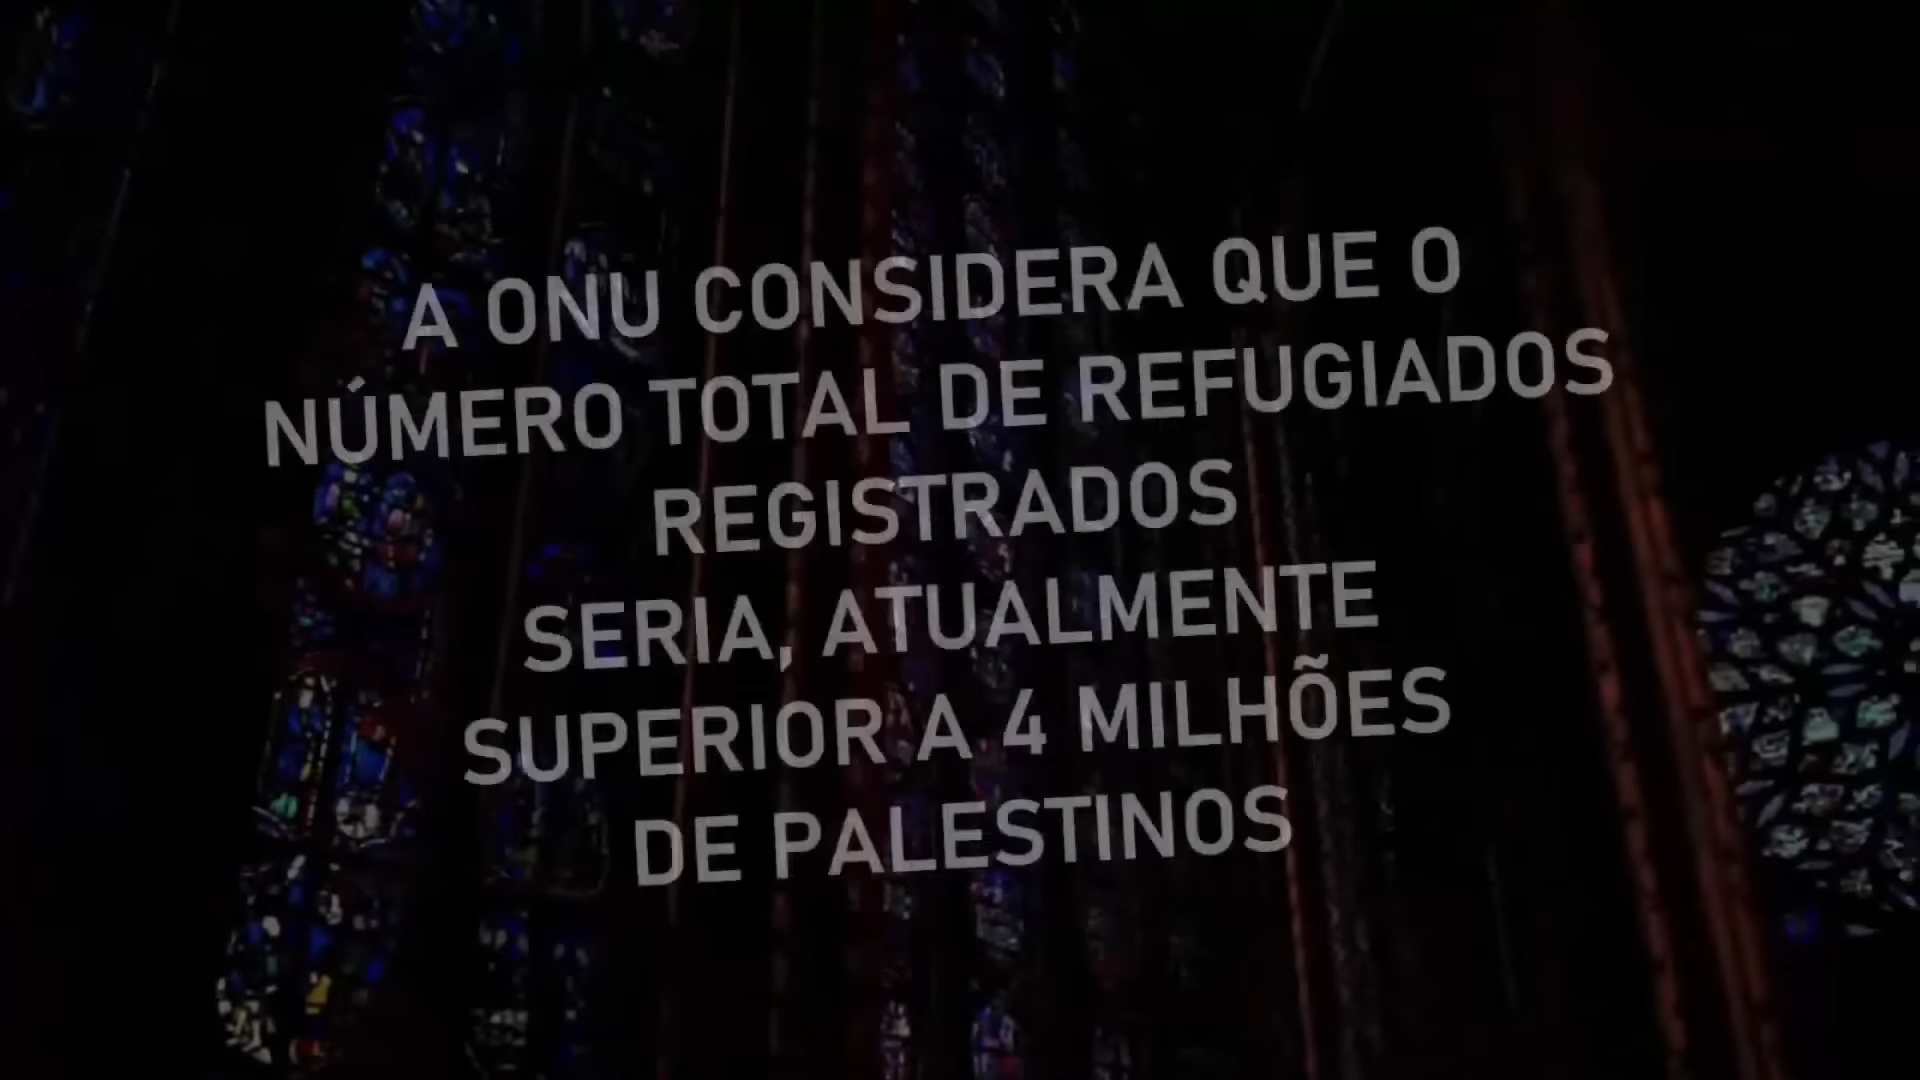 A ONU CONSIDERA QUE O
NÚMERO TOTAL DE REFUGIADOS
REGISTRADOS
SERIA, ATUALMENTE
SUPERIOR A 4 MILHÕES
DE PALESTINOS